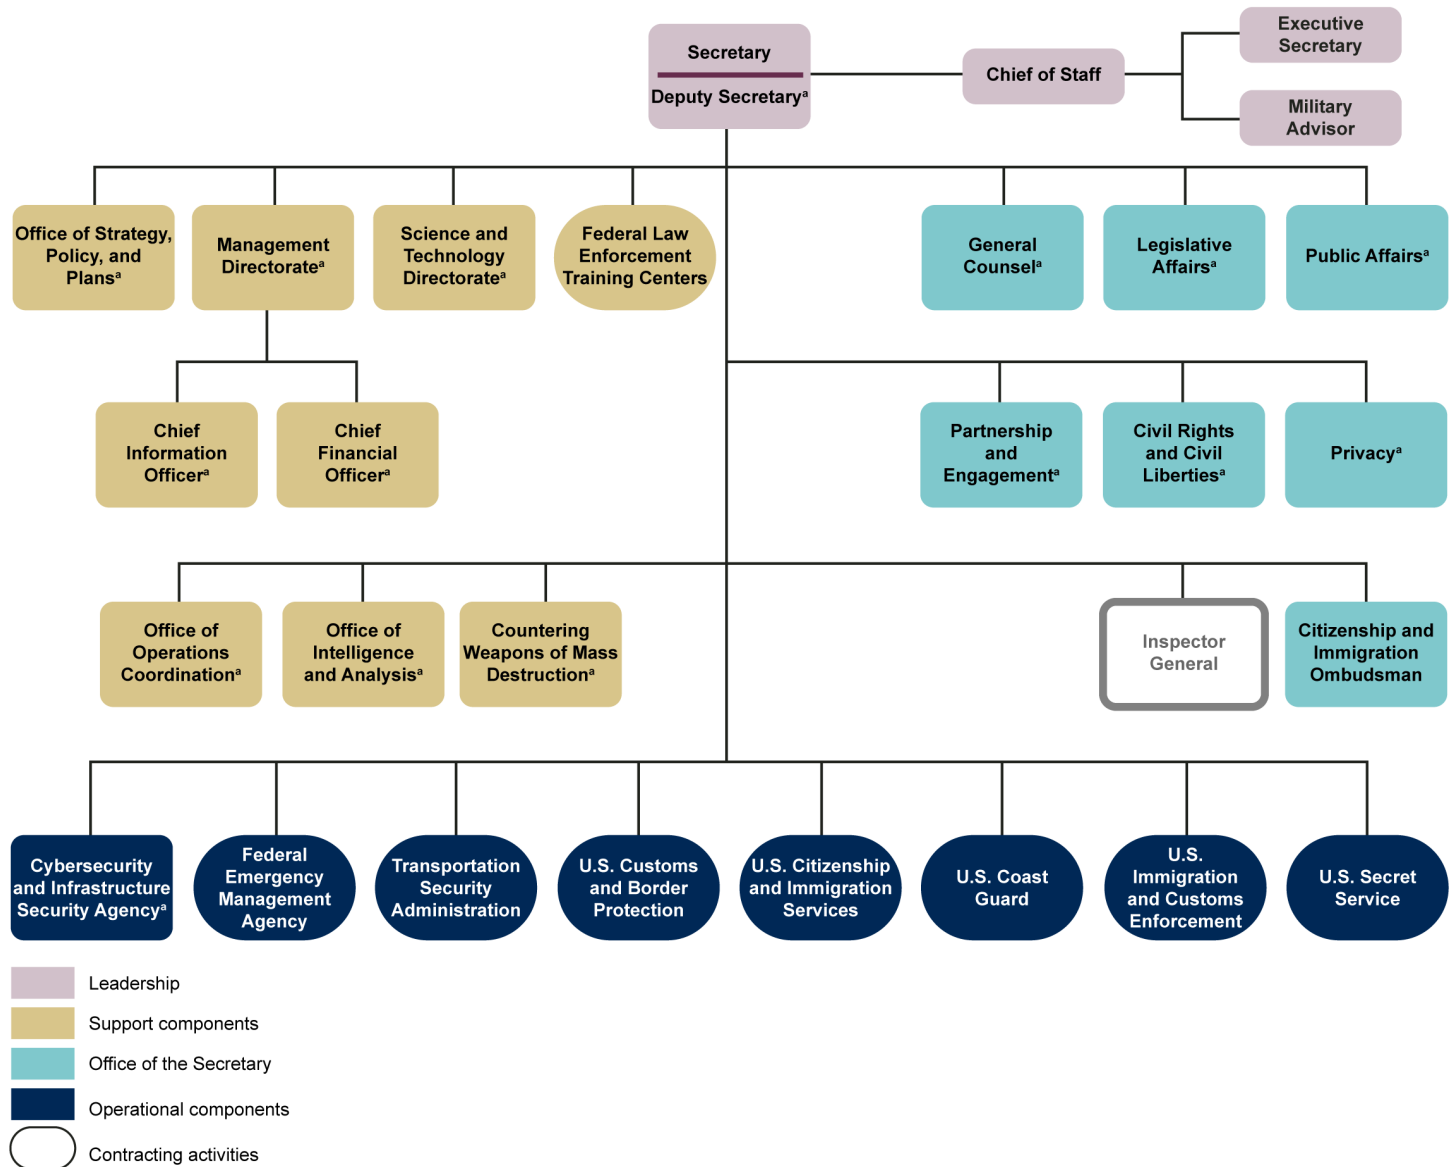 Secretary
Deputy Secretaryᵃ
Chief of Staff
Executive
Secretary
Military
Advisor
Office of Strategy,
Policy, and
Plansᵃ
Management
Directorateᵃ
Science and
Technology
Directorateᵃ
Federal Law
Enforcement
Training Centers
General
Counselᵃ
Legislative
Affairsᵃ
Public Affairsᵃ
Chief
Information
Officerᵃ
Chief
Financial
Officerᵃ
Partnership
and
Engagementᵃ
Civil Rights
and Civil
Libertiesᵃ
Privacyᵃ
Office of
Operations
Coordinationᵃ
Office of
Intelligence
and Analysisᵃ
Countering
Weapons of Mass
Destructionᵃ
Inspector
General
Citizenship and
Immigration
Ombudsman
Cybersecurity
and Infrastructure
Security Agencyᵃ
Federal
Emergency
Management
Agency
Transportation
Security
Administration
U.S. Customs
and Border
Protection
U.S. Citizenship
and Immigration
Services
U.S. Coast
Guard
U.S.
Immigration
and Customs
Enforcement
U.S. Secret
Service
Leadership
Support components
Office of the Secretary
Operational components
Contracting activities